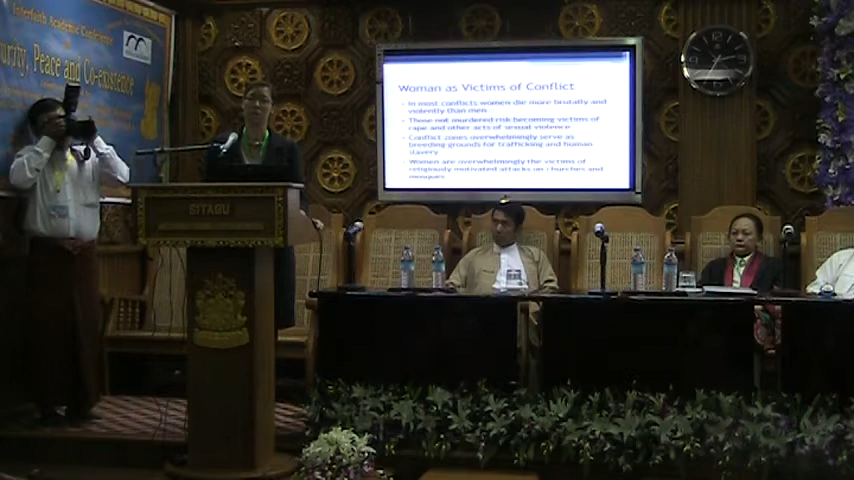 Interfaith Academic Conference
urity, Peace and Co-existence
Woman as Victims of Conflict
- In most conflicts women die more brutally and
violently than men
- Those not murdered risk becoming victims of
rape and other acts of sexual violence
- Conflict zones overwhelmingly serve as
breeding grounds for trafficking and human
slavery
- Women are overwhelmingly the victims of
religiously motivated attacks on churches and
mosques
SITAGU